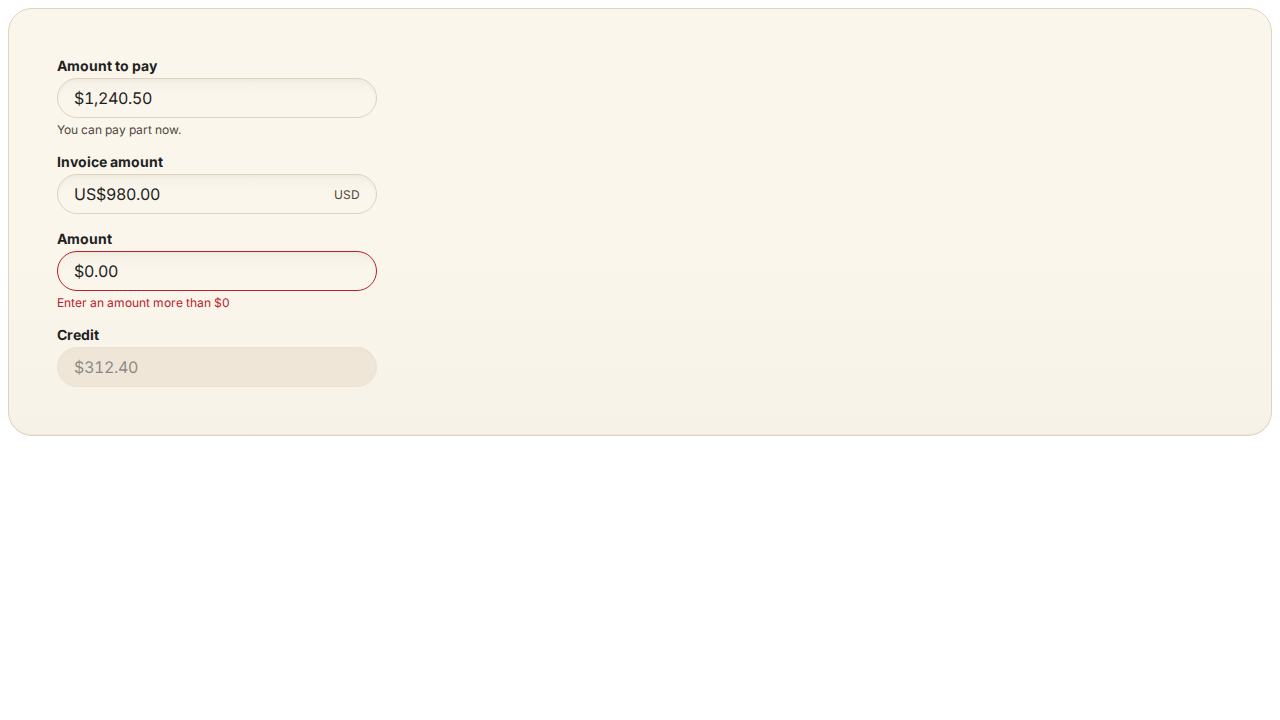 Amount to pay
$1,240.50
You can pay part now.
Invoice amount
US$980.00 USD
Amount
$0.00
Enter an amount more than $0
Credit
$312.40